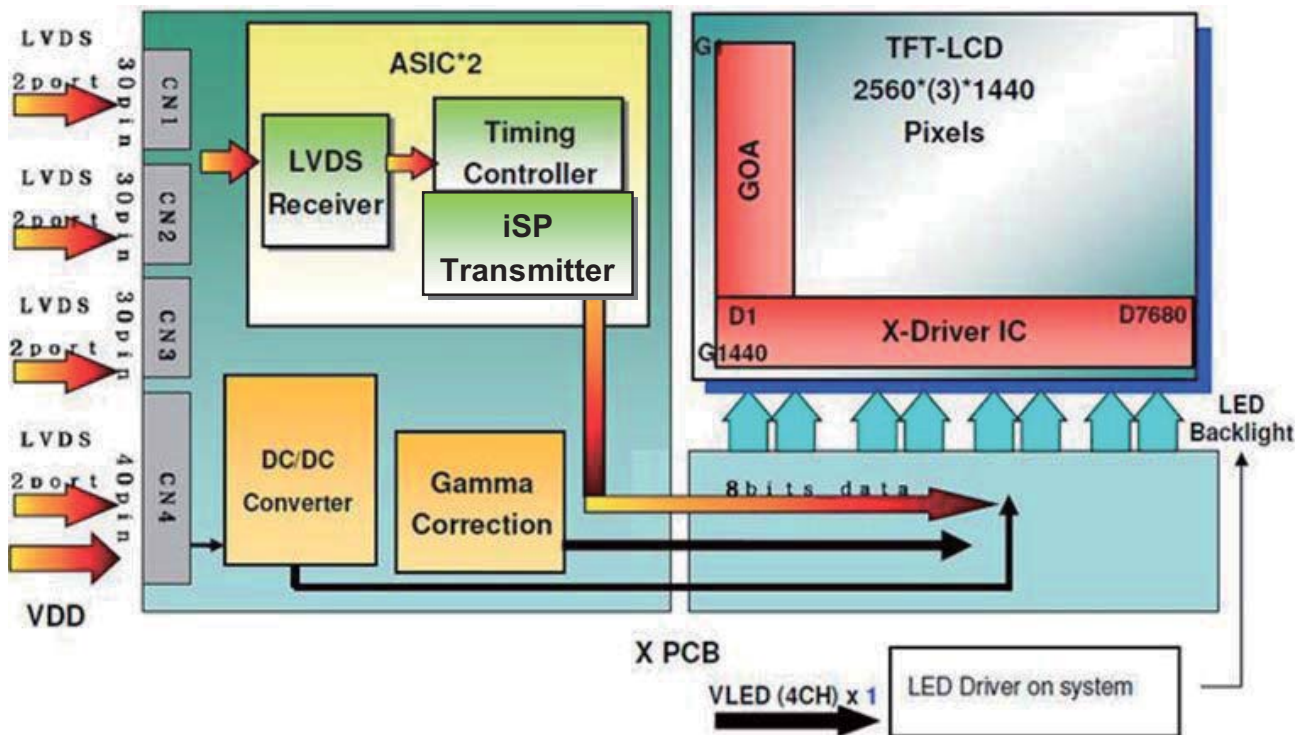 LVDS
2port
30pin
CN1
LVDS
2port
30pin
CN2
LVDS
2port
30pin
CN3
LVDS
2port
40pin
CN4
VDD
ASIC*2
LVDS
Receiver
Timing
Controller
iSP
Transmitter
DC/DC
Converter
Gamma
Correction
G1
TFT-LCD
2560*(3)*1440
Pixels
GOA
D1
D7680
X-Driver IC
G1440
LED
Backlight
8bits data
X PCB
VLED (4CH) x 1
LED Driver on system